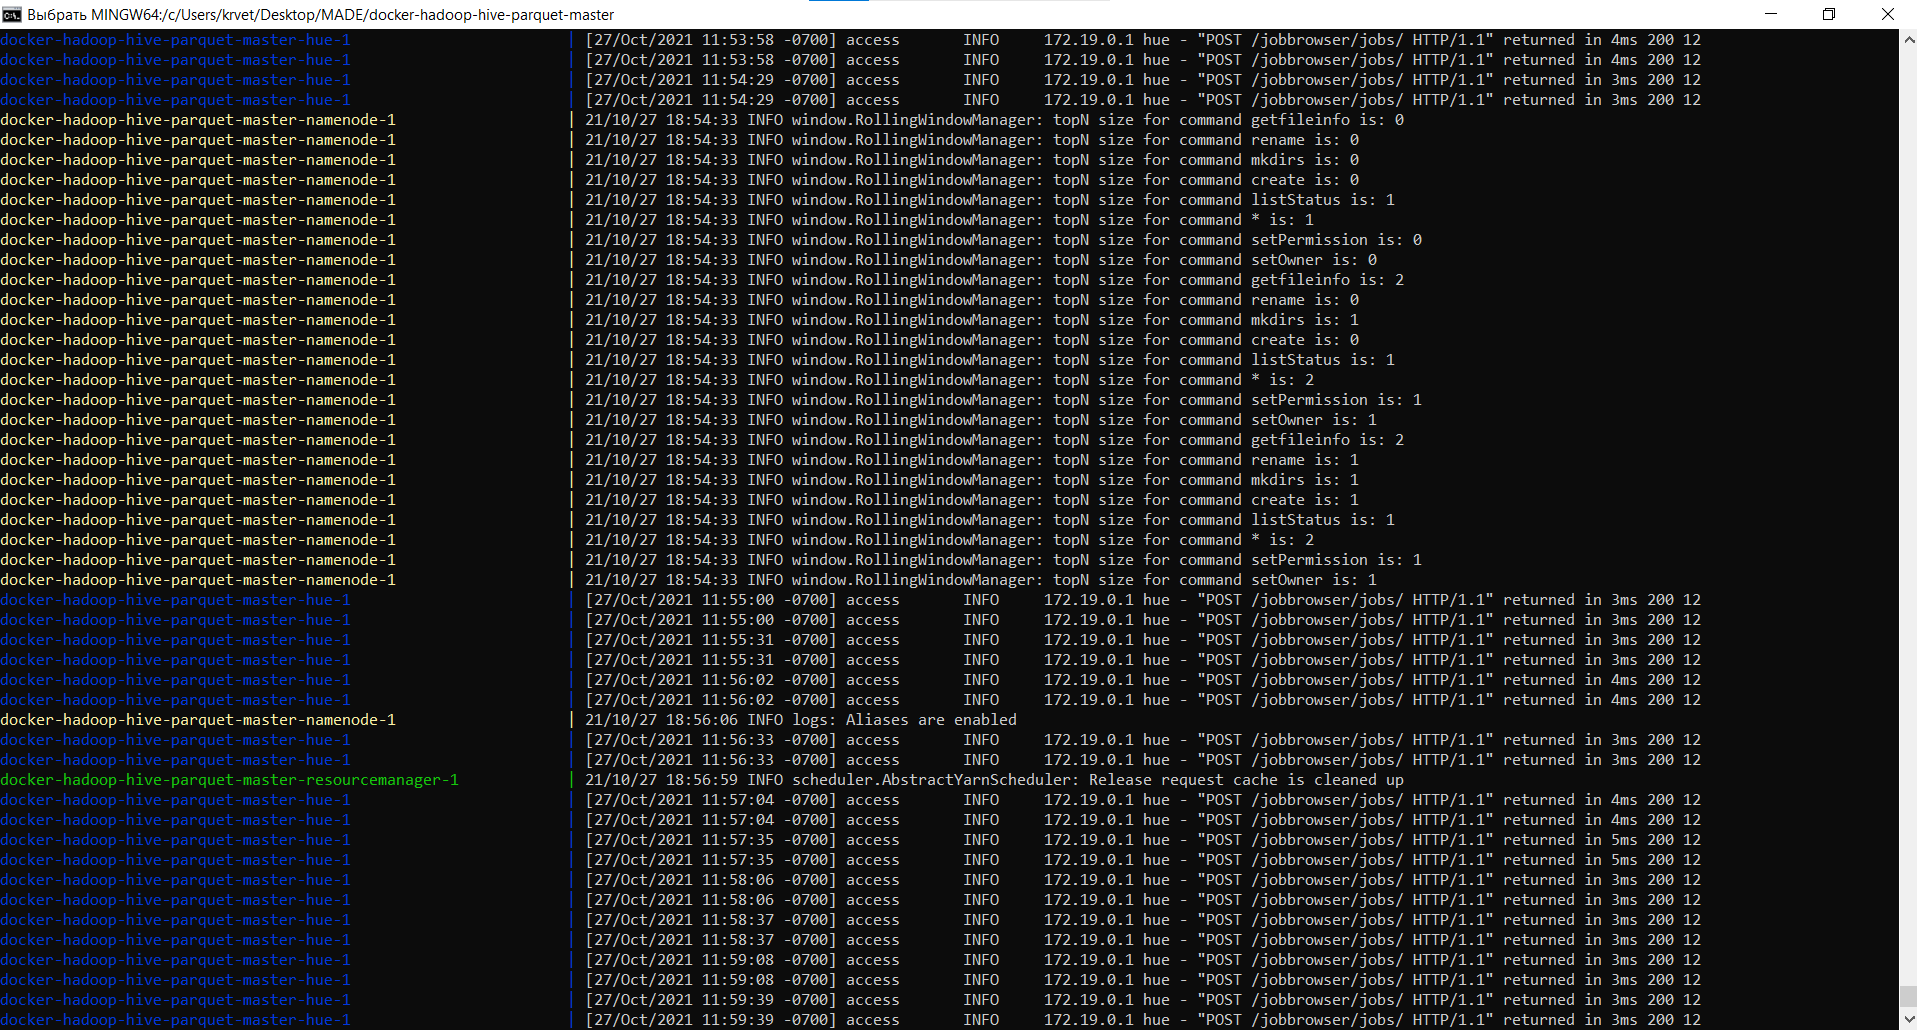 Выбрать MINGW64:/c/Users/krvet/Desktop/MADE/docker-hadoop-hive-parquet-master
docker-hadoop-hive-parquet-master-hue-1 | [27/Oct/2021 11:53:58 -0700] access INFO 172.19.0.1 hue - "POST /jobbrowser/jobs/ HTTP/1.1" returned in 4ms 200 12
docker-hadoop-hive-parquet-master-hue-1 | [27/Oct/2021 11:53:58 -0700] access INFO 172.19.0.1 hue - "POST /jobbrowser/jobs/ HTTP/1.1" returned in 4ms 200 12
docker-hadoop-hive-parquet-master-hue-1 | [27/Oct/2021 11:54:29 -0700] access INFO 172.19.0.1 hue - "POST /jobbrowser/jobs/ HTTP/1.1" returned in 3ms 200 12
docker-hadoop-hive-parquet-master-hue-1 | [27/Oct/2021 11:54:29 -0700] access INFO 172.19.0.1 hue - "POST /jobbrowser/jobs/ HTTP/1.1" returned in 3ms 200 12
docker-hadoop-hive-parquet-master-namenode-1 | 21/10/27 18:54:33 INFO window.RollingWindowManager: topN size for command getfileinfo is: 0
docker-hadoop-hive-parquet-master-namenode-1 | 21/10/27 18:54:33 INFO window.RollingWindowManager: topN size for command rename is: 0
docker-hadoop-hive-parquet-master-namenode-1 | 21/10/27 18:54:33 INFO window.RollingWindowManager: topN size for command mkdirs is: 0
docker-hadoop-hive-parquet-master-namenode-1 | 21/10/27 18:54:33 INFO window.RollingWindowManager: topN size for command create is: 0
docker-hadoop-hive-parquet-master-namenode-1 | 21/10/27 18:54:33 INFO window.RollingWindowManager: topN size for command listStatus is: 1
docker-hadoop-hive-parquet-master-namenode-1 | 21/10/27 18:54:33 INFO window.RollingWindowManager: topN size for command * is: 1
docker-hadoop-hive-parquet-master-namenode-1 | 21/10/27 18:54:33 INFO window.RollingWindowManager: topN size for command setPermission is: 0
docker-hadoop-hive-parquet-master-namenode-1 | 21/10/27 18:54:33 INFO window.RollingWindowManager: topN size for command setOwner is: 0
docker-hadoop-hive-parquet-master-namenode-1 | 21/10/27 18:54:33 INFO window.RollingWindowManager: topN size for command getfileinfo is: 2
docker-hadoop-hive-parquet-master-namenode-1 | 21/10/27 18:54:33 INFO window.RollingWindowManager: topN size for command rename is: 0
docker-hadoop-hive-parquet-master-namenode-1 | 21/10/27 18:54:33 INFO window.RollingWindowManager: topN size for command mkdirs is: 1
docker-hadoop-hive-parquet-master-namenode-1 | 21/10/27 18:54:33 INFO window.RollingWindowManager: topN size for command create is: 0
docker-hadoop-hive-parquet-master-namenode-1 | 21/10/27 18:54:33 INFO window.RollingWindowManager: topN size for command listStatus is: 1
docker-hadoop-hive-parquet-master-namenode-1 | 21/10/27 18:54:33 INFO window.RollingWindowManager: topN size for command * is: 2
docker-hadoop-hive-parquet-master-namenode-1 | 21/10/27 18:54:33 INFO window.RollingWindowManager: topN size for command setPermission is: 1
docker-hadoop-hive-parquet-master-namenode-1 | 21/10/27 18:54:33 INFO window.RollingWindowManager: topN size for command setOwner is: 1
docker-hadoop-hive-parquet-master-namenode-1 | 21/10/27 18:54:33 INFO window.RollingWindowManager: topN size for command getfileinfo is: 2
docker-hadoop-hive-parquet-master-namenode-1 | 21/10/27 18:54:33 INFO window.RollingWindowManager: topN size for command rename is: 1
docker-hadoop-hive-parquet-master-namenode-1 | 21/10/27 18:54:33 INFO window.RollingWindowManager: topN size for command mkdirs is: 1
docker-hadoop-hive-parquet-master-namenode-1 | 21/10/27 18:54:33 INFO window.RollingWindowManager: topN size for command create is: 1
docker-hadoop-hive-parquet-master-namenode-1 | 21/10/27 18:54:33 INFO window.RollingWindowManager: topN size for command listStatus is: 1
docker-hadoop-hive-parquet-master-namenode-1 | 21/10/27 18:54:33 INFO window.RollingWindowManager: topN size for command * is: 2
docker-hadoop-hive-parquet-master-namenode-1 | 21/10/27 18:54:33 INFO window.RollingWindowManager: topN size for command setPermission is: 1
docker-hadoop-hive-parquet-master-namenode-1 | 21/10/27 18:54:33 INFO window.RollingWindowManager: topN size for command setOwner is: 1
docker-hadoop-hive-parquet-master-hue-1 | [27/Oct/2021 11:55:00 -0700] access INFO 172.19.0.1 hue - "POST /jobbrowser/jobs/ HTTP/1.1" returned in 3ms 200 12
docker-hadoop-hive-parquet-master-hue-1 | [27/Oct/2021 11:55:00 -0700] access INFO 172.19.0.1 hue - "POST /jobbrowser/jobs/ HTTP/1.1" returned in 3ms 200 12
docker-hadoop-hive-parquet-master-hue-1 | [27/Oct/2021 11:55:31 -0700] access INFO 172.19.0.1 hue - "POST /jobbrowser/jobs/ HTTP/1.1" returned in 3ms 200 12
docker-hadoop-hive-parquet-master-hue-1 | [27/Oct/2021 11:55:31 -0700] access INFO 172.19.0.1 hue - "POST /jobbrowser/jobs/ HTTP/1.1" returned in 3ms 200 12
docker-hadoop-hive-parquet-master-hue-1 | [27/Oct/2021 11:56:02 -0700] access INFO 172.19.0.1 hue - "POST /jobbrowser/jobs/ HTTP/1.1" returned in 4ms 200 12
docker-hadoop-hive-parquet-master-hue-1 | [27/Oct/2021 11:56:02 -0700] access INFO 172.19.0.1 hue - "POST /jobbrowser/jobs/ HTTP/1.1" returned in 4ms 200 12
docker-hadoop-hive-parquet-master-namenode-1 | 21/10/27 18:56:06 INFO logs: Aliases are enabled
docker-hadoop-hive-parquet-master-hue-1 | [27/Oct/2021 11:56:33 -0700] access INFO 172.19.0.1 hue - "POST /jobbrowser/jobs/ HTTP/1.1" returned in 3ms 200 12
docker-hadoop-hive-parquet-master-hue-1 | [27/Oct/2021 11:56:33 -0700] access INFO 172.19.0.1 hue - "POST /jobbrowser/jobs/ HTTP/1.1" returned in 3ms 200 12
docker-hadoop-hive-parquet-master-resourcemanager-1 | 21/10/27 18:56:59 INFO scheduler.AbstractYarnScheduler: Release request cache is cleaned up
docker-hadoop-hive-parquet-master-hue-1 | [27/Oct/2021 11:57:04 -0700] access INFO 172.19.0.1 hue - "POST /jobbrowser/jobs/ HTTP/1.1" returned in 4ms 200 12
docker-hadoop-hive-parquet-master-hue-1 | [27/Oct/2021 11:57:04 -0700] access INFO 172.19.0.1 hue - "POST /jobbrowser/jobs/ HTTP/1.1" returned in 4ms 200 12
docker-hadoop-hive-parquet-master-hue-1 | [27/Oct/2021 11:57:35 -0700] access INFO 172.19.0.1 hue - "POST /jobbrowser/jobs/ HTTP/1.1" returned in 5ms 200 12
docker-hadoop-hive-parquet-master-hue-1 | [27/Oct/2021 11:57:35 -0700] access INFO 172.19.0.1 hue - "POST /jobbrowser/jobs/ HTTP/1.1" returned in 5ms 200 12
docker-hadoop-hive-parquet-master-hue-1 | [27/Oct/2021 11:58:06 -0700] access INFO 172.19.0.1 hue - "POST /jobbrowser/jobs/ HTTP/1.1" returned in 3ms 200 12
docker-hadoop-hive-parquet-master-hue-1 | [27/Oct/2021 11:58:06 -0700] access INFO 172.19.0.1 hue - "POST /jobbrowser/jobs/ HTTP/1.1" returned in 3ms 200 12
docker-hadoop-hive-parquet-master-hue-1 | [27/Oct/2021 11:58:37 -0700] access INFO 172.19.0.1 hue - "POST /jobbrowser/jobs/ HTTP/1.1" returned in 3ms 200 12
docker-hadoop-hive-parquet-master-hue-1 | [27/Oct/2021 11:58:37 -0700] access INFO 172.19.0.1 hue - "POST /jobbrowser/jobs/ HTTP/1.1" returned in 3ms 200 12
docker-hadoop-hive-parquet-master-hue-1 | [27/Oct/2021 11:59:08 -0700] access INFO 172.19.0.1 hue - "POST /jobbrowser/jobs/ HTTP/1.1" returned in 3ms 200 12
docker-hadoop-hive-parquet-master-hue-1 | [27/Oct/2021 11:59:08 -0700] access INFO 172.19.0.1 hue - "POST /jobbrowser/jobs/ HTTP/1.1" returned in 3ms 200 12
docker-hadoop-hive-parquet-master-hue-1 | [27/Oct/2021 11:59:39 -0700] access INFO 172.19.0.1 hue - "POST /jobbrowser/jobs/ HTTP/1.1" returned in 3ms 200 12
docker-hadoop-hive-parquet-master-hue-1 | [27/Oct/2021 11:59:39 -0700] access INFO 172.19.0.1 hue - "POST /jobbrowser/jobs/ HTTP/1.1" returned in 3ms 200 12